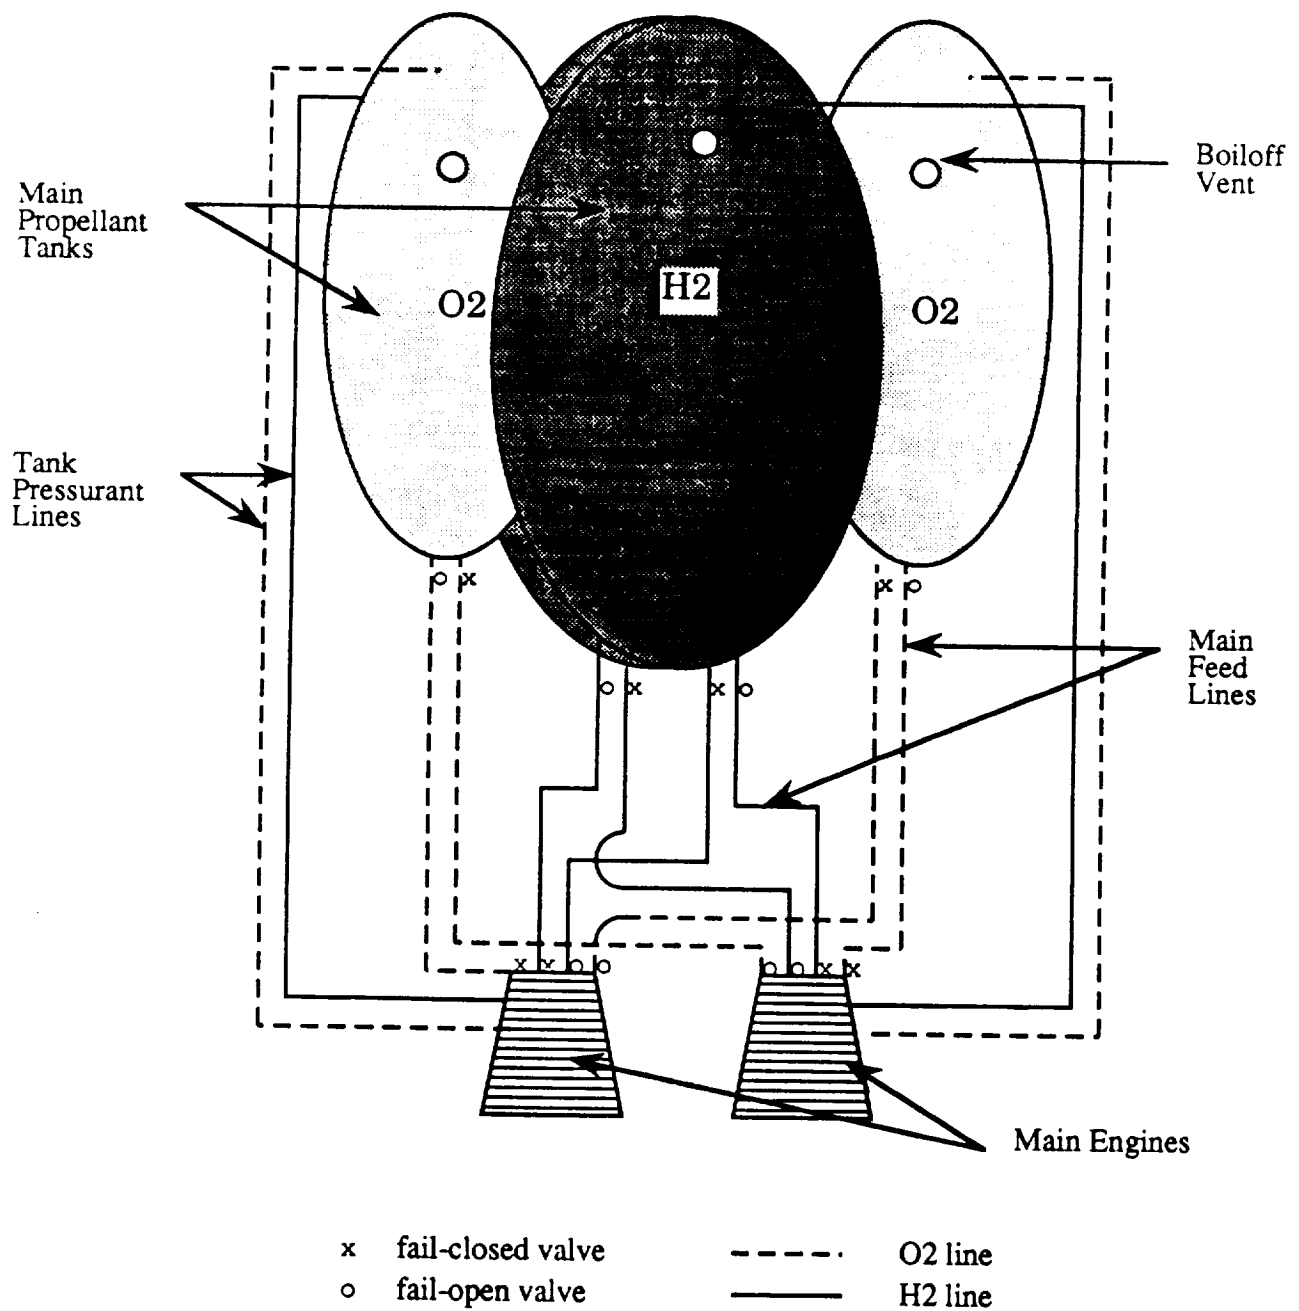 Boiloff
Vent
Main
Propellant
Tanks
H2
O2
O2
Tank
Pressurant
Lines
o x
x o
Main
Feed
Lines
o x
x o
x x o o
o o x x
Main Engines
x fail-closed valve
O2 line
o fail-open valve
H2 line